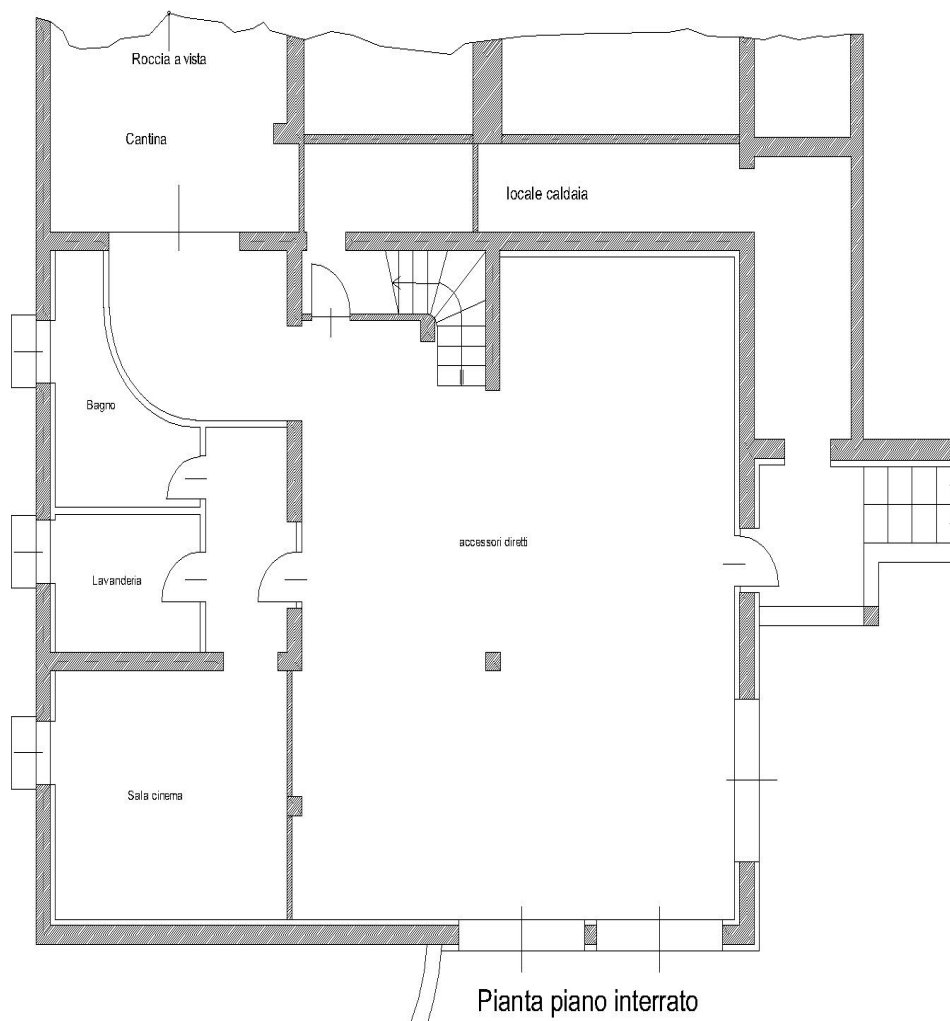 Roccia a vista
Cantina
locale caldaia
Bagno
accessori diretti
Lavanderia
Sala cinema
Pianta piano interrato